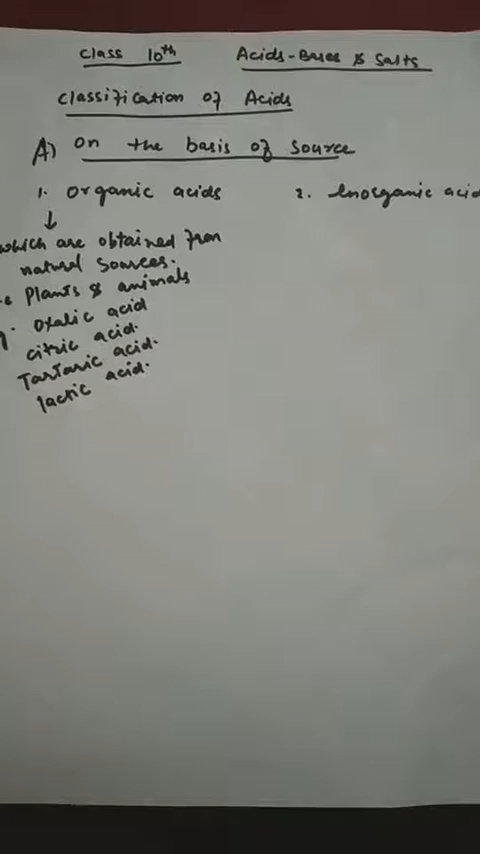 Class 10th Acids-Bases & Salts
Classification of Acids
A) on the basis of source
1. organic acids 2. Inorganic acid
which are obtained from
natural sources.
e Plants & animals
oxalic acid
citric acid.
Tartaric acid.
lactic acid.